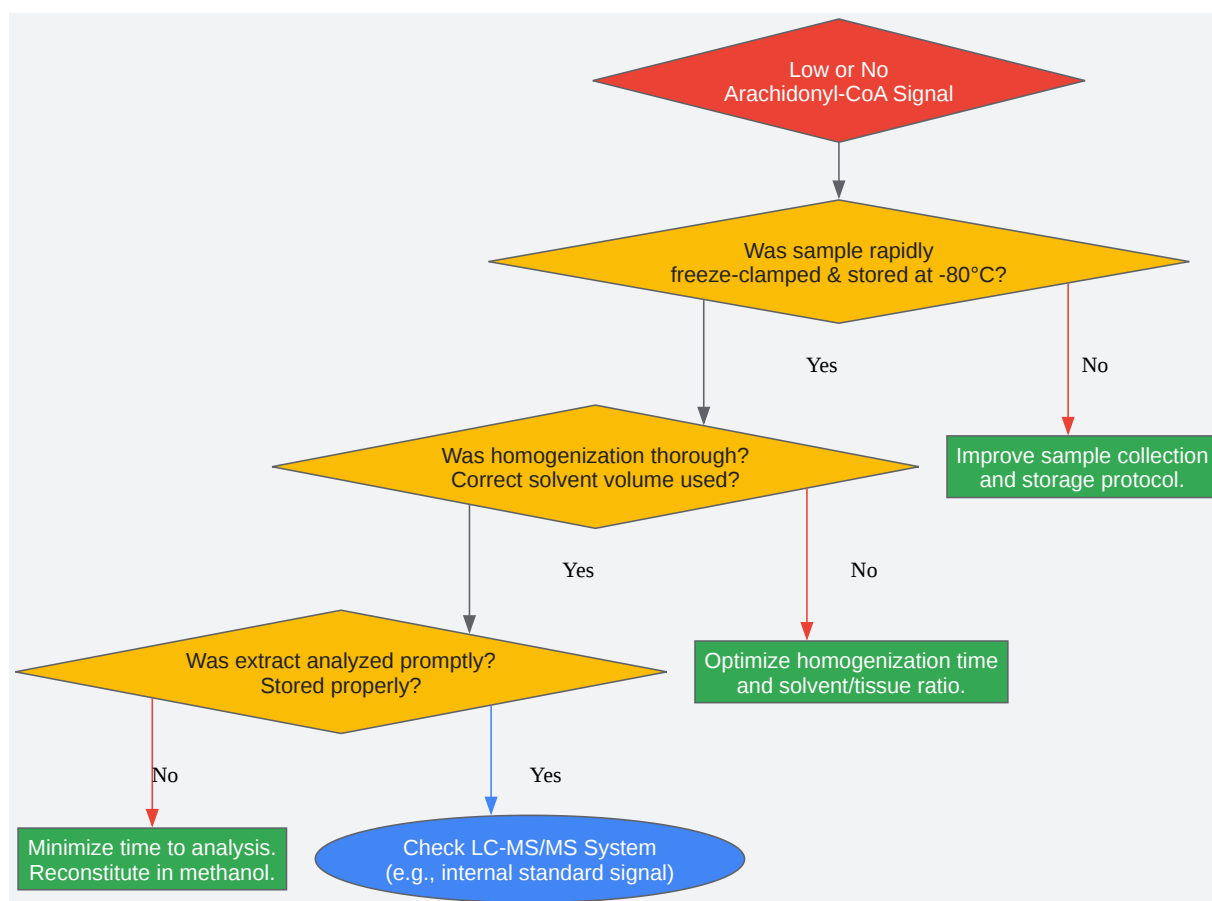 Low or No
Arachidonyl-CoA Signal
Was sample rapidly
freeze-clamped & stored at -80°C?
Yes
No
Was homogenization thorough?
Correct solvent volume used?
Improve sample collection
and storage protocol.
Yes
No
Was extract analyzed promptly?
Stored properly?
Optimize homogenization time
and solvent/tissue ratio.
No
Yes
Minimize time to analysis.
Reconstitute in methanol.
Check LC-MS/MS System
(e.g., internal standard signal)